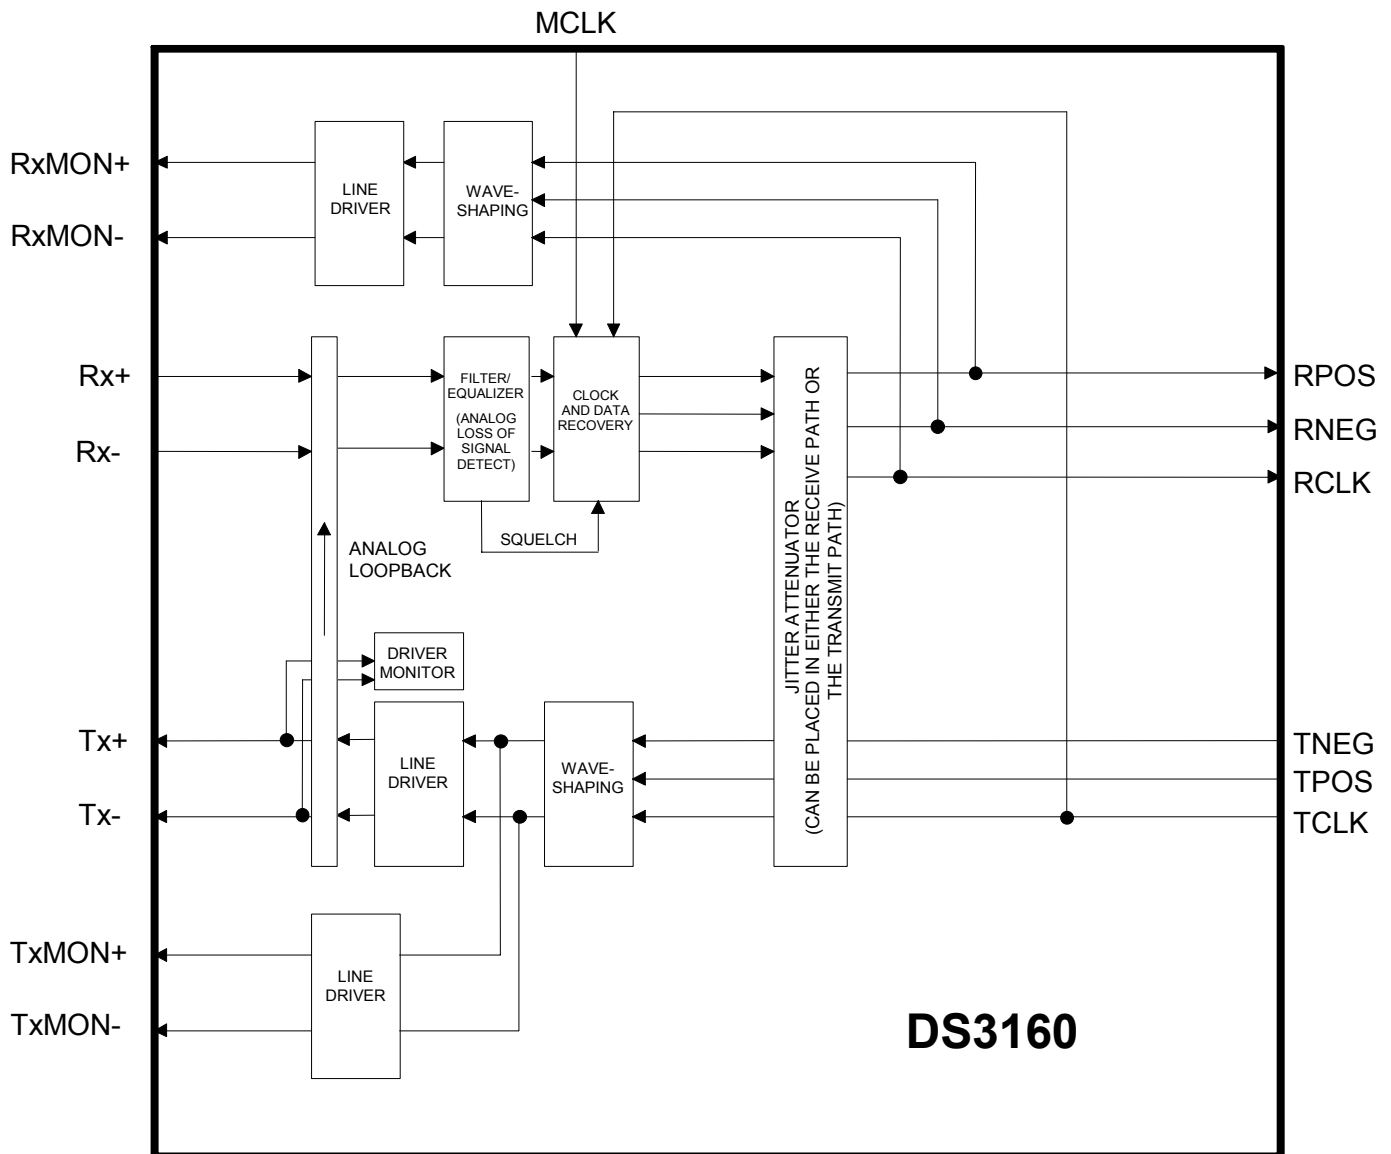 MCLK
RxMON+
RxMON-
LINE
DRIVER
WAVE-
SHAPING
Rx+
Rx-
FILTER/
EQUALIZER
(ANALOG
LOSS OF
SIGNAL
DETECT)
CLOCK
AND DATA
RECOVERY
SQUELCH
ANALOG
LOOPBACK
JITTER ATTENUATOR
(CAN BE PLACED IN EITHER THE RECEIVE PATH OR
THE TRANSMIT PATH)
RPOS
RNEG
RCLK
DRIVER
MONITOR
Tx+
Tx-
LINE
DRIVER
WAVE-
SHAPING
TNEG
TPOS
TCLK
TxMON+
TxMON-
LINE
DRIVER
DS3160